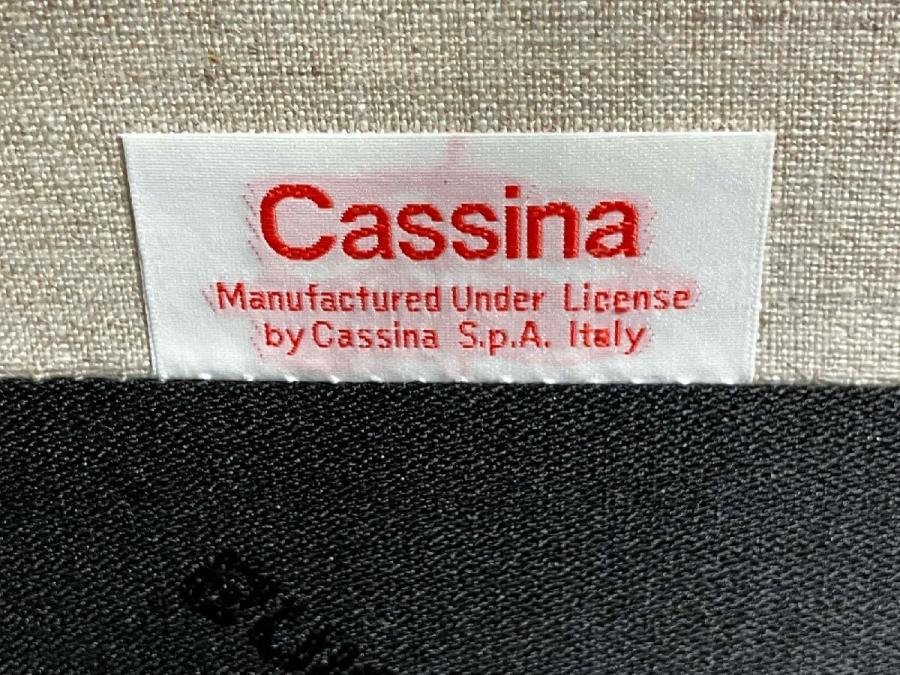 Cassina
Manufactured Under License
by Cassina S.p.A. Italy